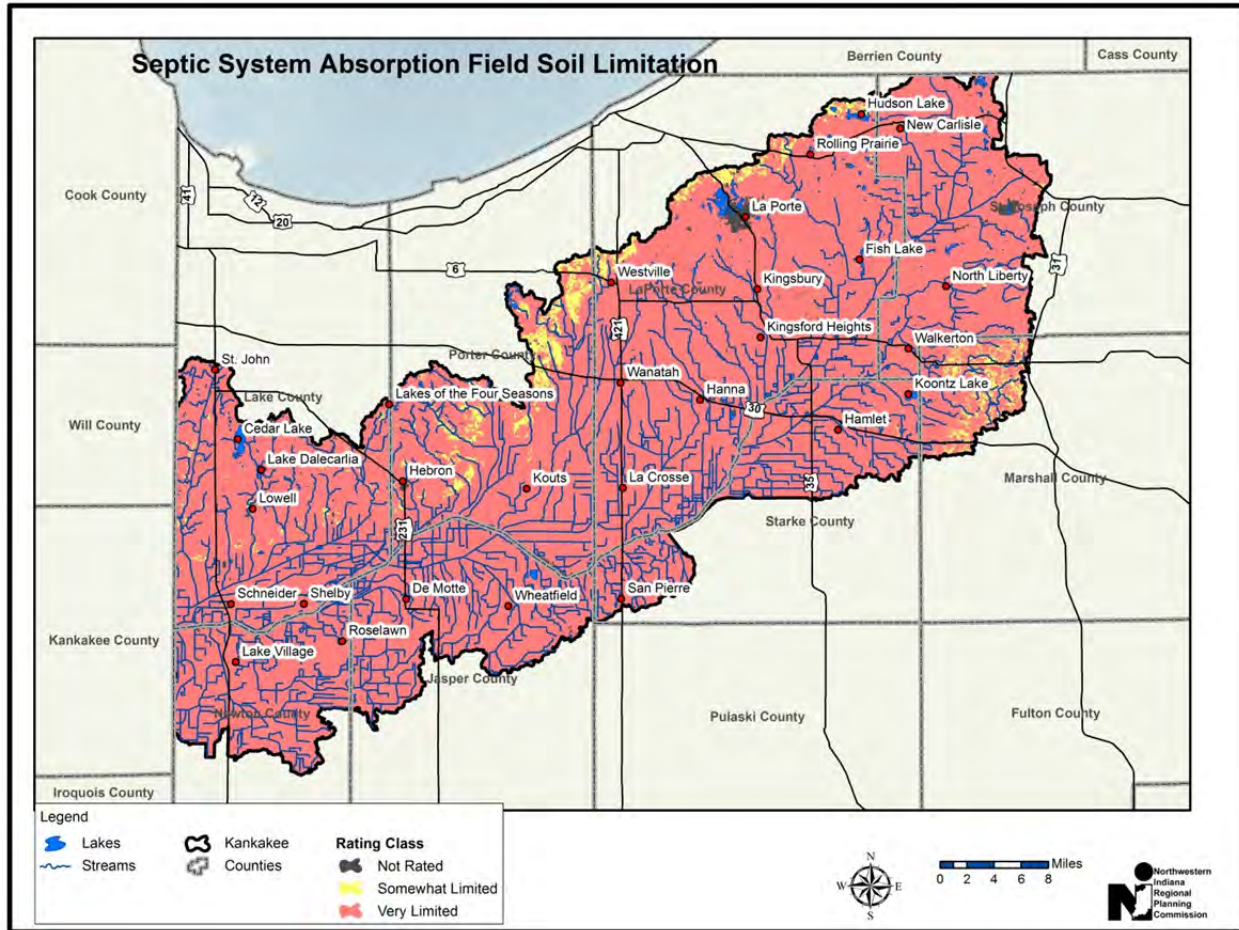 Septic System Absorption Field Soil Limitation
Berrien County
Cass County
Hudson Lake
New Carlisle
Rolling Prairie
Cook County
41
12
20
La Porte
St Joseph County
Fish Lake
31
6
Westville
LaPorte County
Kingsbury
North Liberty
421
Kingsford Heights
Porter County
Walkerton
St. John
Wanatah
Koontz Lake
Lake County
Lakes of the Four Seasons
Hanna
30
Hamlet
Will County
Cedar Lake
Lake Dalecarlia
Hebron
Kouts
La Crosse
35
Marshall County
Lowell
231
Starke County
Schneider
Shelby
De Motte
Wheatfield
San Pierre
Kankakee County
Roselawn
Lake Village
Jasper County
Newton County
Pulaski County
Fulton County
Iroquois County
Legend
Lakes
Streams
Kankakee
Counties
Rating Class
Not Rated
Somewhat Limited
Very Limited
N
W
E
S
Miles
0 2 4 6 8
Northwestern
Indiana
Regional
Planning
Commission